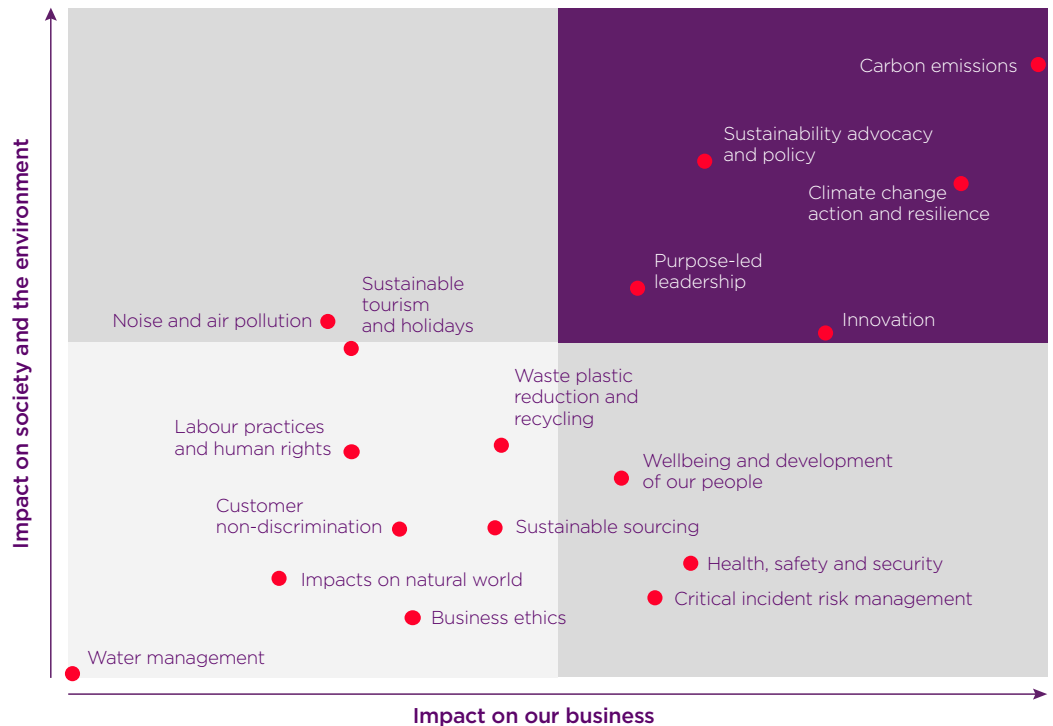 Impact on society and the environment
Carbon emissions
Sustainability advocacy
and policy
Climate change
action and resilience
Purpose-led
leadership
Innovation
Sustainable
tourism
and holidays
Noise and air pollution
Waste plastic
reduction and
recycling
Labour practices
and human rights
Wellbeing and development
of our people
Customer
non-discrimination
Sustainable sourcing
Health, safety and security
Impacts on natural world
Critical incident risk management
Business ethics
Water management
Impact on our business